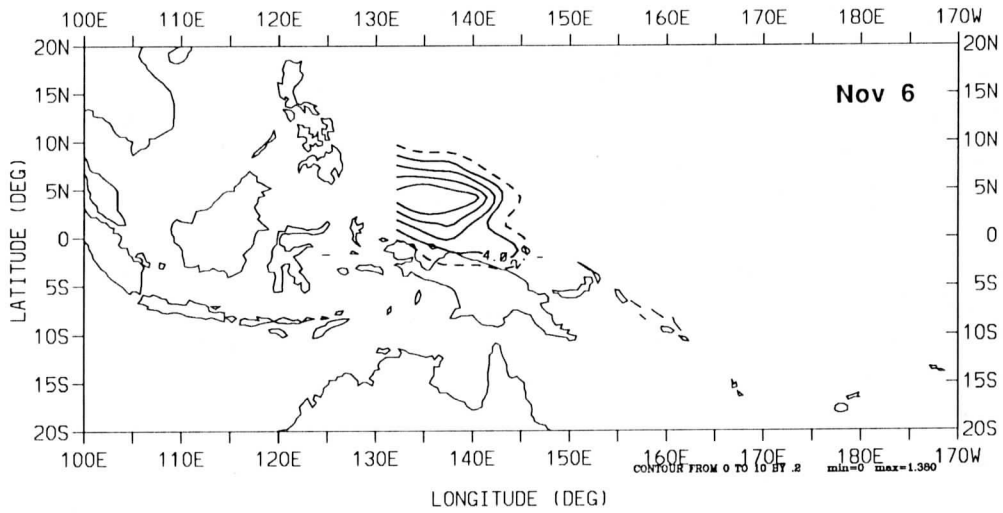 100E 110E 120E 130E 140E 150E 160E 170E 180E 170W
20N 20N
Nov 6
15N 15N
10N 10N
5N 5N
0 0
4.0 2.0
5S 5S
10S 10S
15S 15S
20S 20S
100E 110E 120E 130E 140E 150E 160E 170E 180E 170W
CONTOUR FROM 0 TO 10 BY .2 min=0 max=1.380
LATITUDE (DEG)
LONGITUDE (DEG)